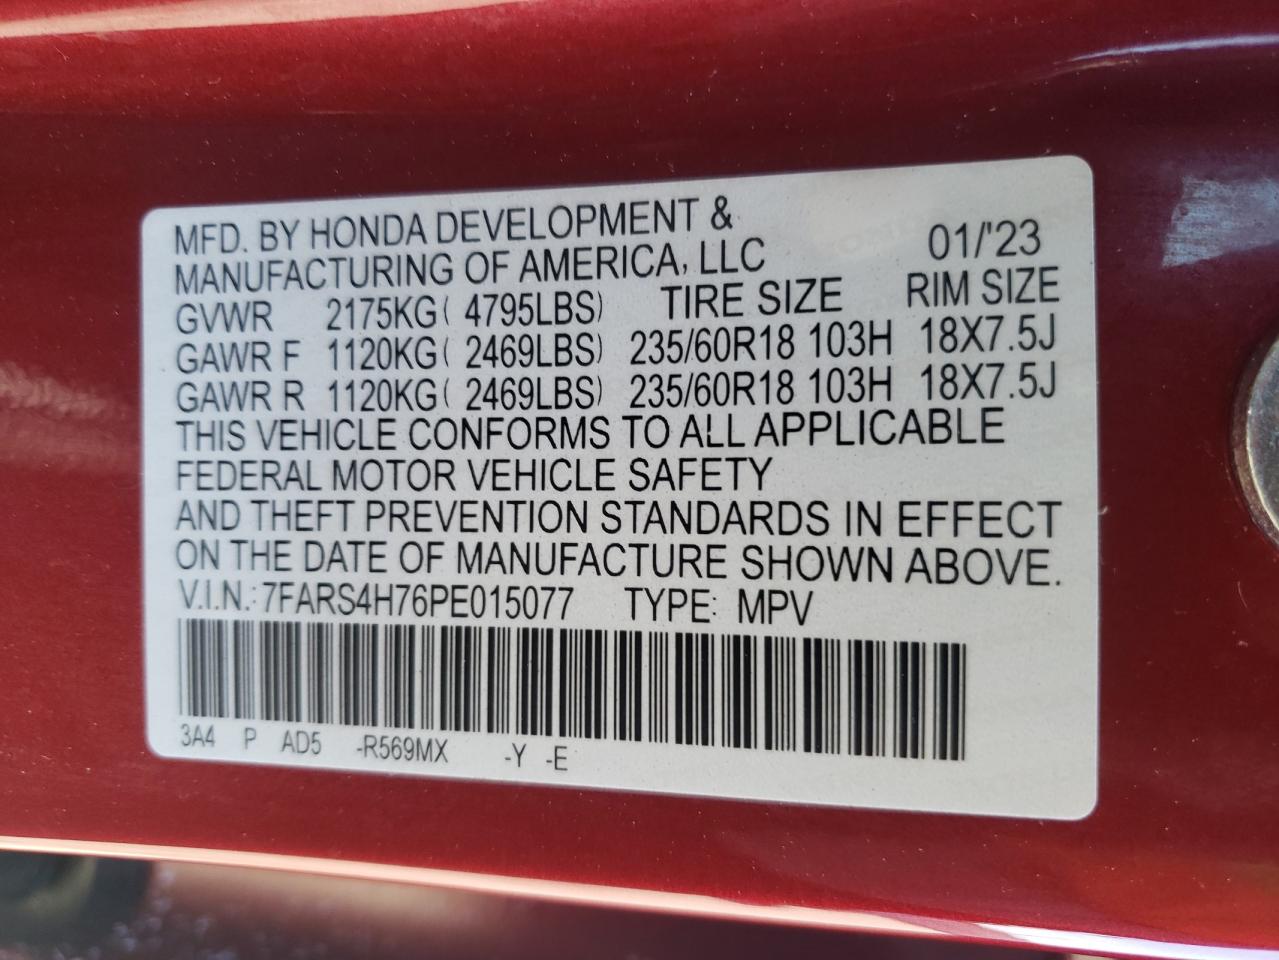 MFD. BY HONDA DEVELOPMENT &
MANUFACTURING OF AMERICA, LLC 01/'23
GVWR 2175KG( 4795LBS) TIRE SIZE RIM SIZE
GAWR F 1120KG( 2469LBS) 235/60R18 103H 18X7.5J
GAWR R 1120KG( 2469LBS) 235/60R18 103H 18X7.5J
THIS VEHICLE CONFORMS TO ALL APPLICABLE
FEDERAL MOTOR VEHICLE SAFETY
AND THEFT PREVENTION STANDARDS IN EFFECT
ON THE DATE OF MANUFACTURE SHOWN ABOVE.
V.I.N.: 7FARS4H76PE015077 TYPE: MPV
3A4 P AD5 -R569MX -Y -E